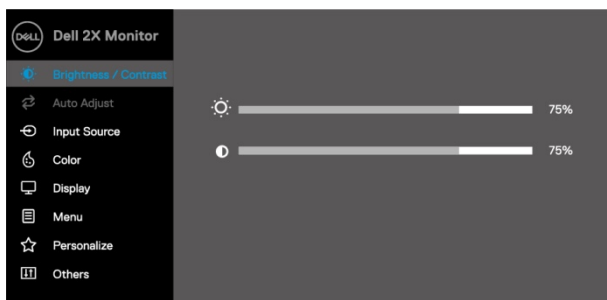 DELL Dell 2X Monitor
Brightness / Contrast
Auto Adjust
75%
Input Source
Color
75%
Display
Menu
Personalize
Others